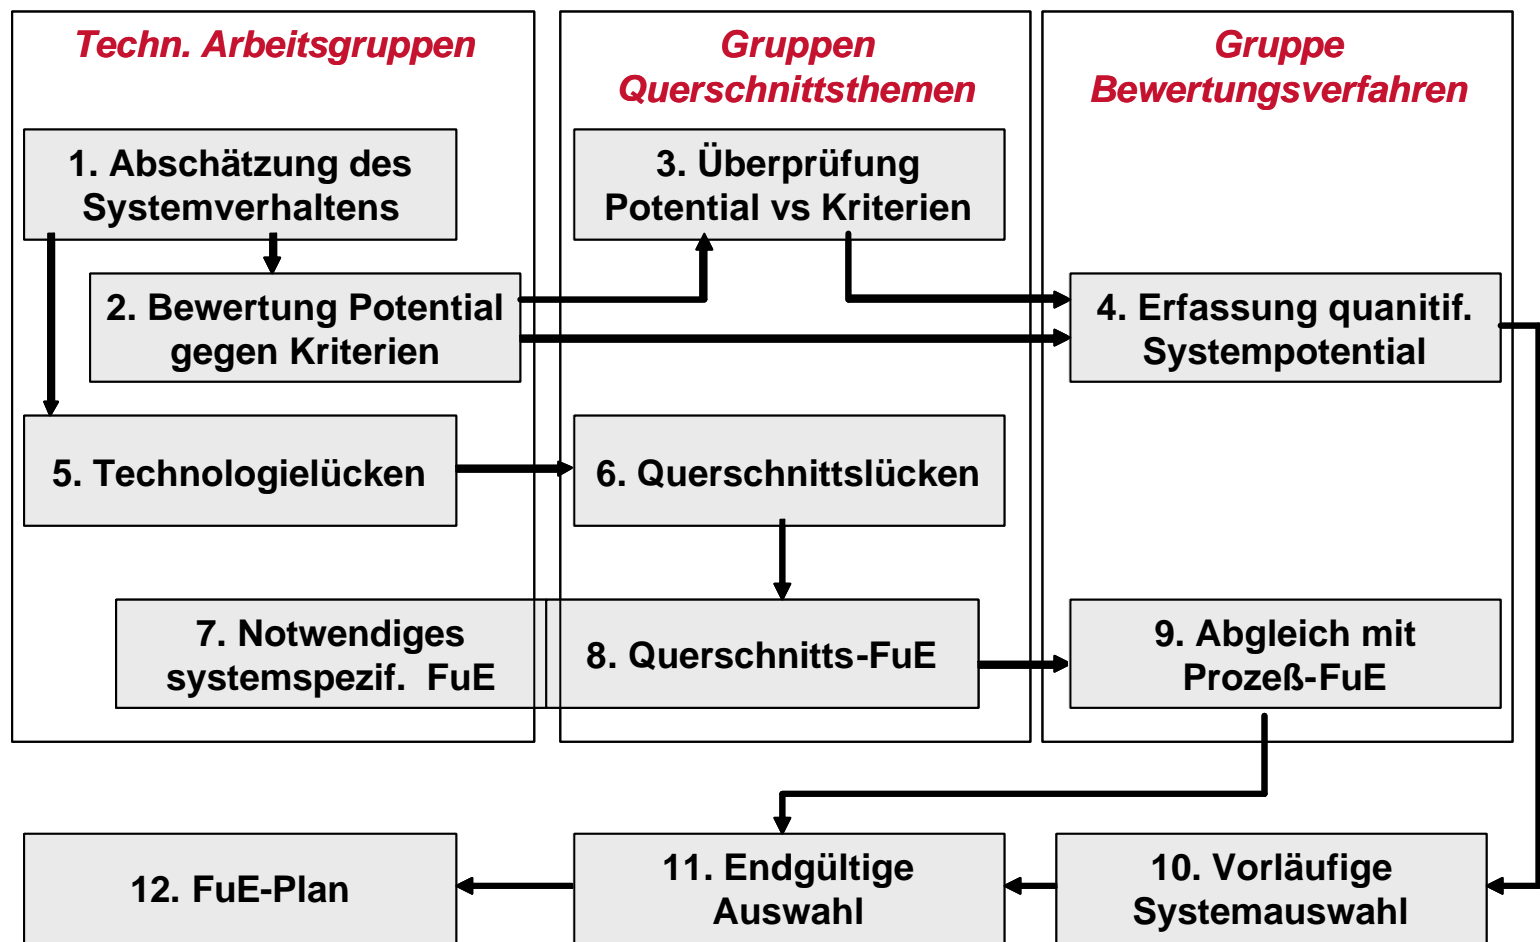 Techn. Arbeitsgruppen
Gruppen
Querschnittsthemen
Gruppe
Bewertungsverfahren
1. Abschätzung des
Systemverhaltens
3. Überprüfung
Potential vs Kriterien
2. Bewertung Potential
gegen Kriterien
4. Erfassung quanitif.
Systempotential
5. Technologielücken
6. Querschnittslücken
7. Notwendiges
systemspezif. FuE
8. Querschnitts-FuE
9. Abgleich mit
Prozeß-FuE
12. FuE-Plan
11. Endgültige
Auswahl
10. Vorläufige
Systemauswahl